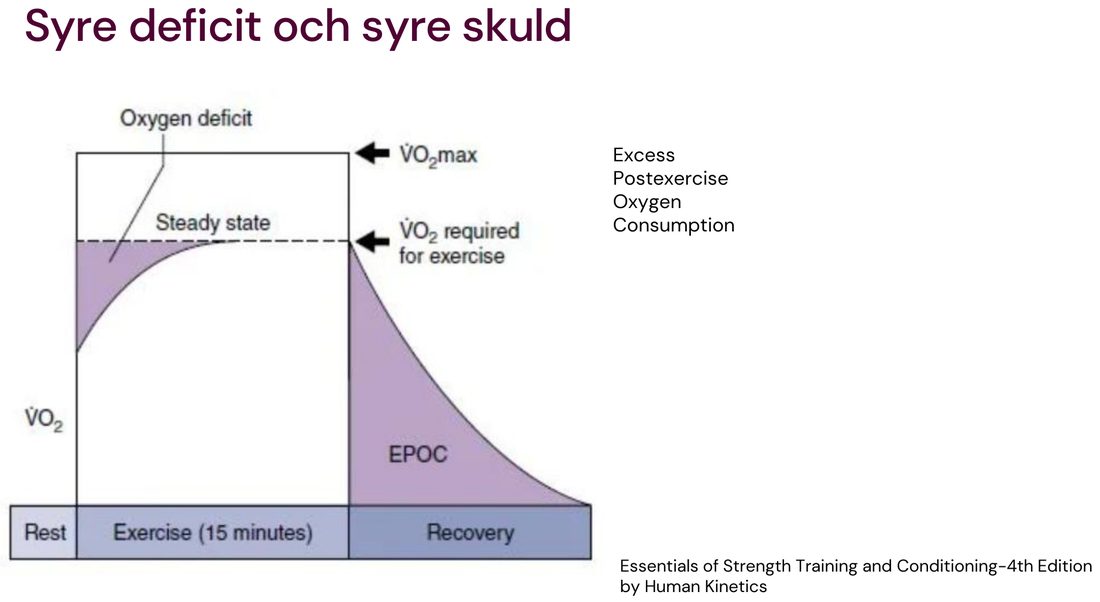 Syre deficit och syre skuld
Oxygen deficit
V̇O₂max
Steady state
V̇O₂ required
for exercise
V̇O₂
EPOC
Rest
Exercise (15 minutes)
Recovery
Excess
Postexercise
Oxygen
Consumption
Essentials of Strength Training and Conditioning-4th Edition
by Human Kinetics